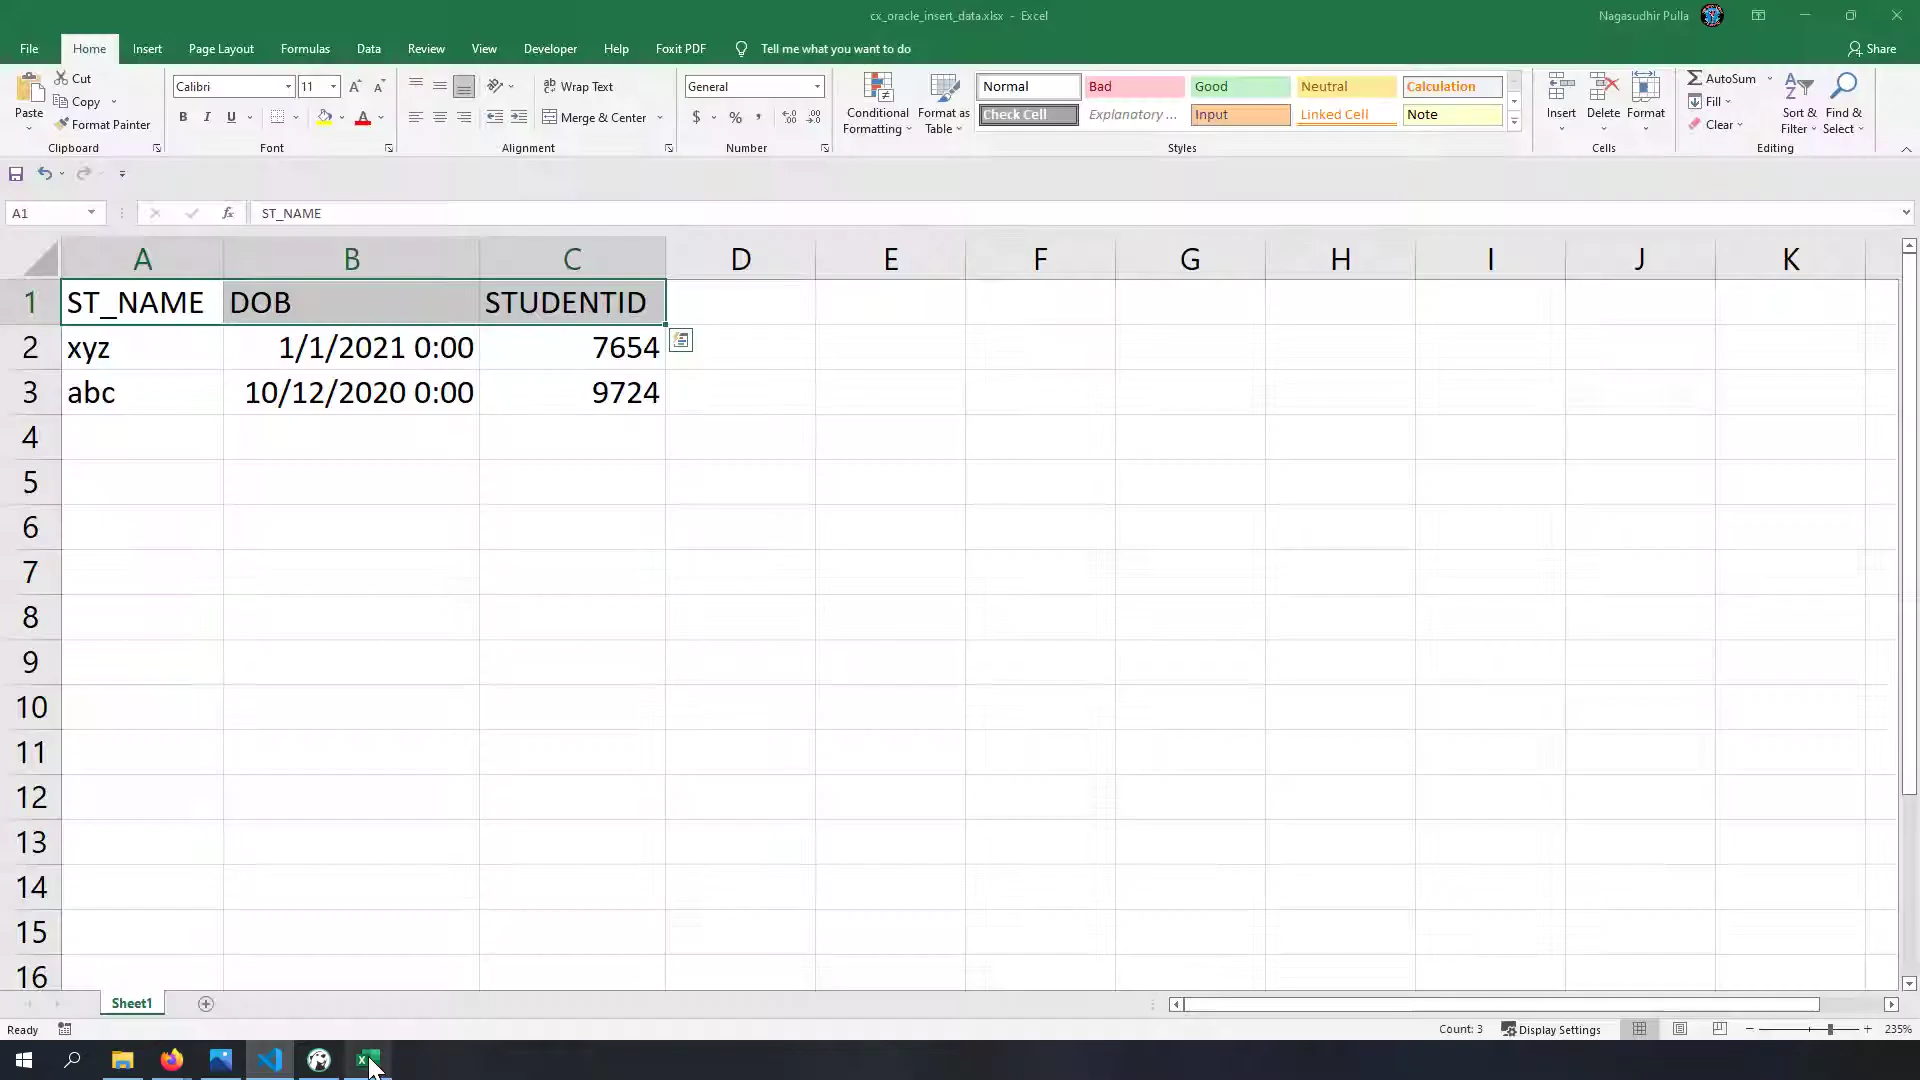 cx_oracle_insert_data.xlsx - Excel
Nagasudhir Pulla
File Home Insert Page Layout Formulas Data Review View Developer Help Foxit PDF Tell me what you want to do Share
Cut
Copy
Format Painter
Paste
Clipboard
Calibri 11
B I U
Font
Wrap Text
Merge & Center
Alignment
General
$ % ,
Number
Conditional Formatting
Format as Table
Normal Bad Good Neutral Calculation
Check Cell Explanatory ... Input Linked Cell Note
Styles
Insert Delete Format
Cells
AutoSum
Fill
Clear
Sort & Filter
Find & Select
Editing
A1 fx ST_NAME
A B C D E F G H I J K
1 ST_NAME DOB STUDENTID
2 xyz 1/1/2021 0:00 7654
3 abc 10/12/2020 0:00 9724
4
5
6
7
8
9
10
11
12
13
14
15
16
Sheet1
Ready Count: 3 Display Settings 235%